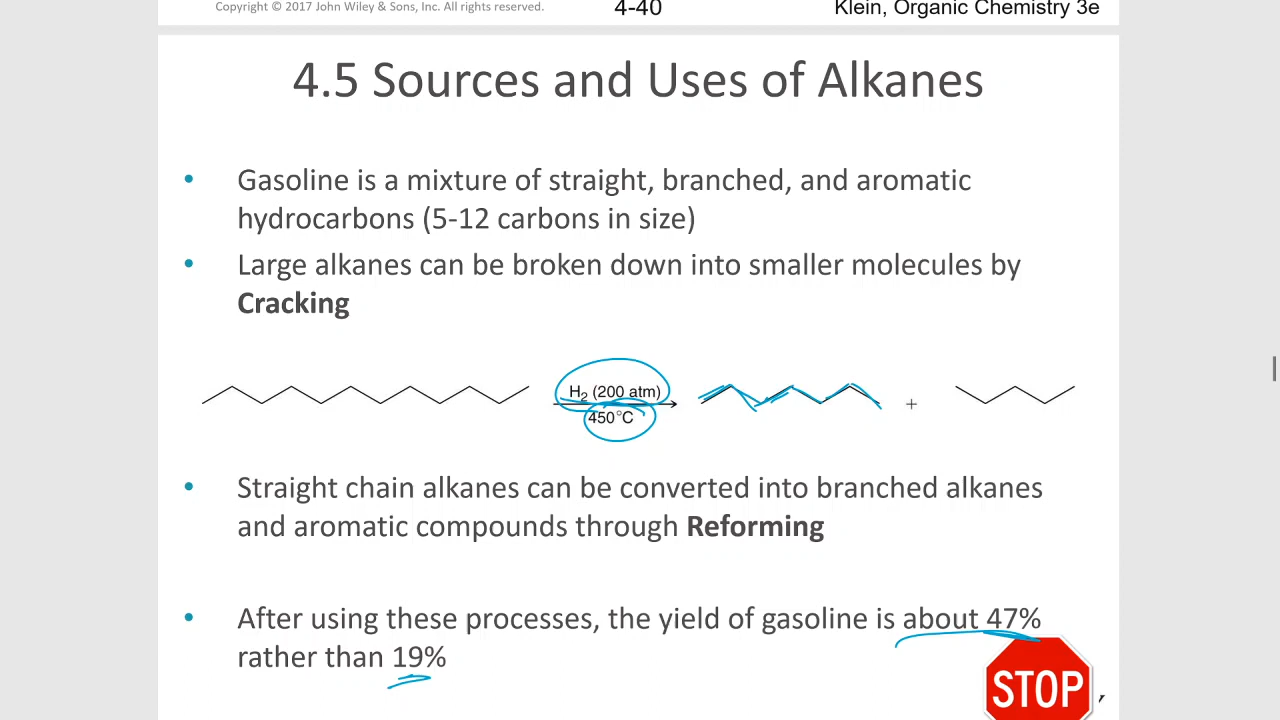 Copyright © 2017 John Wiley & Sons, Inc. All rights reserved.
4-40
Klein, Organic Chemistry 3e
4.5 Sources and Uses of Alkanes
• Gasoline is a mixture of straight, branched, and aromatic
hydrocarbons (5-12 carbons in size)
• Large alkanes can be broken down into smaller molecules by
Cracking
H₂ (200 atm)
450°C
+
• Straight chain alkanes can be converted into branched alkanes
and aromatic compounds through Reforming
• After using these processes, the yield of gasoline is about 47%
rather than 19%
STOP